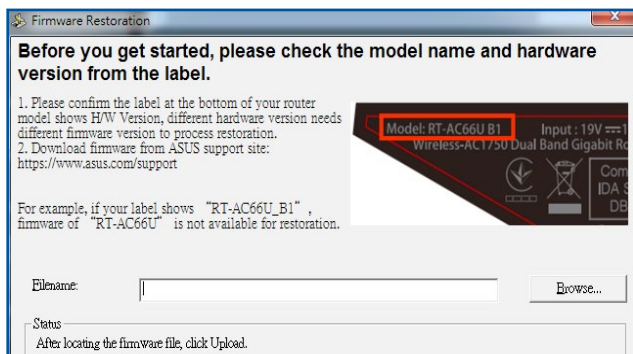 Firmware Restoration
Before you get started, please check the model name and hardware
version from the label.
1. Please confirm the label at the bottom of your router
model shows H/W Version, different hardware version needs
different firmware version to process restoration.
2. Download firmware from ASUS support site:
https://www.asus.com/support
For example, if your label shows “RT-AC66U_B1”,
firmware of “RT-AC66U” is not available for restoration.
Model: RT-AC66U B1 Input : 19V
Wireless-AC1750 Dual Band Gigabit
Com
IDA
DB
Filename:
Browse...
Status
After locating the firmware file, click Upload.